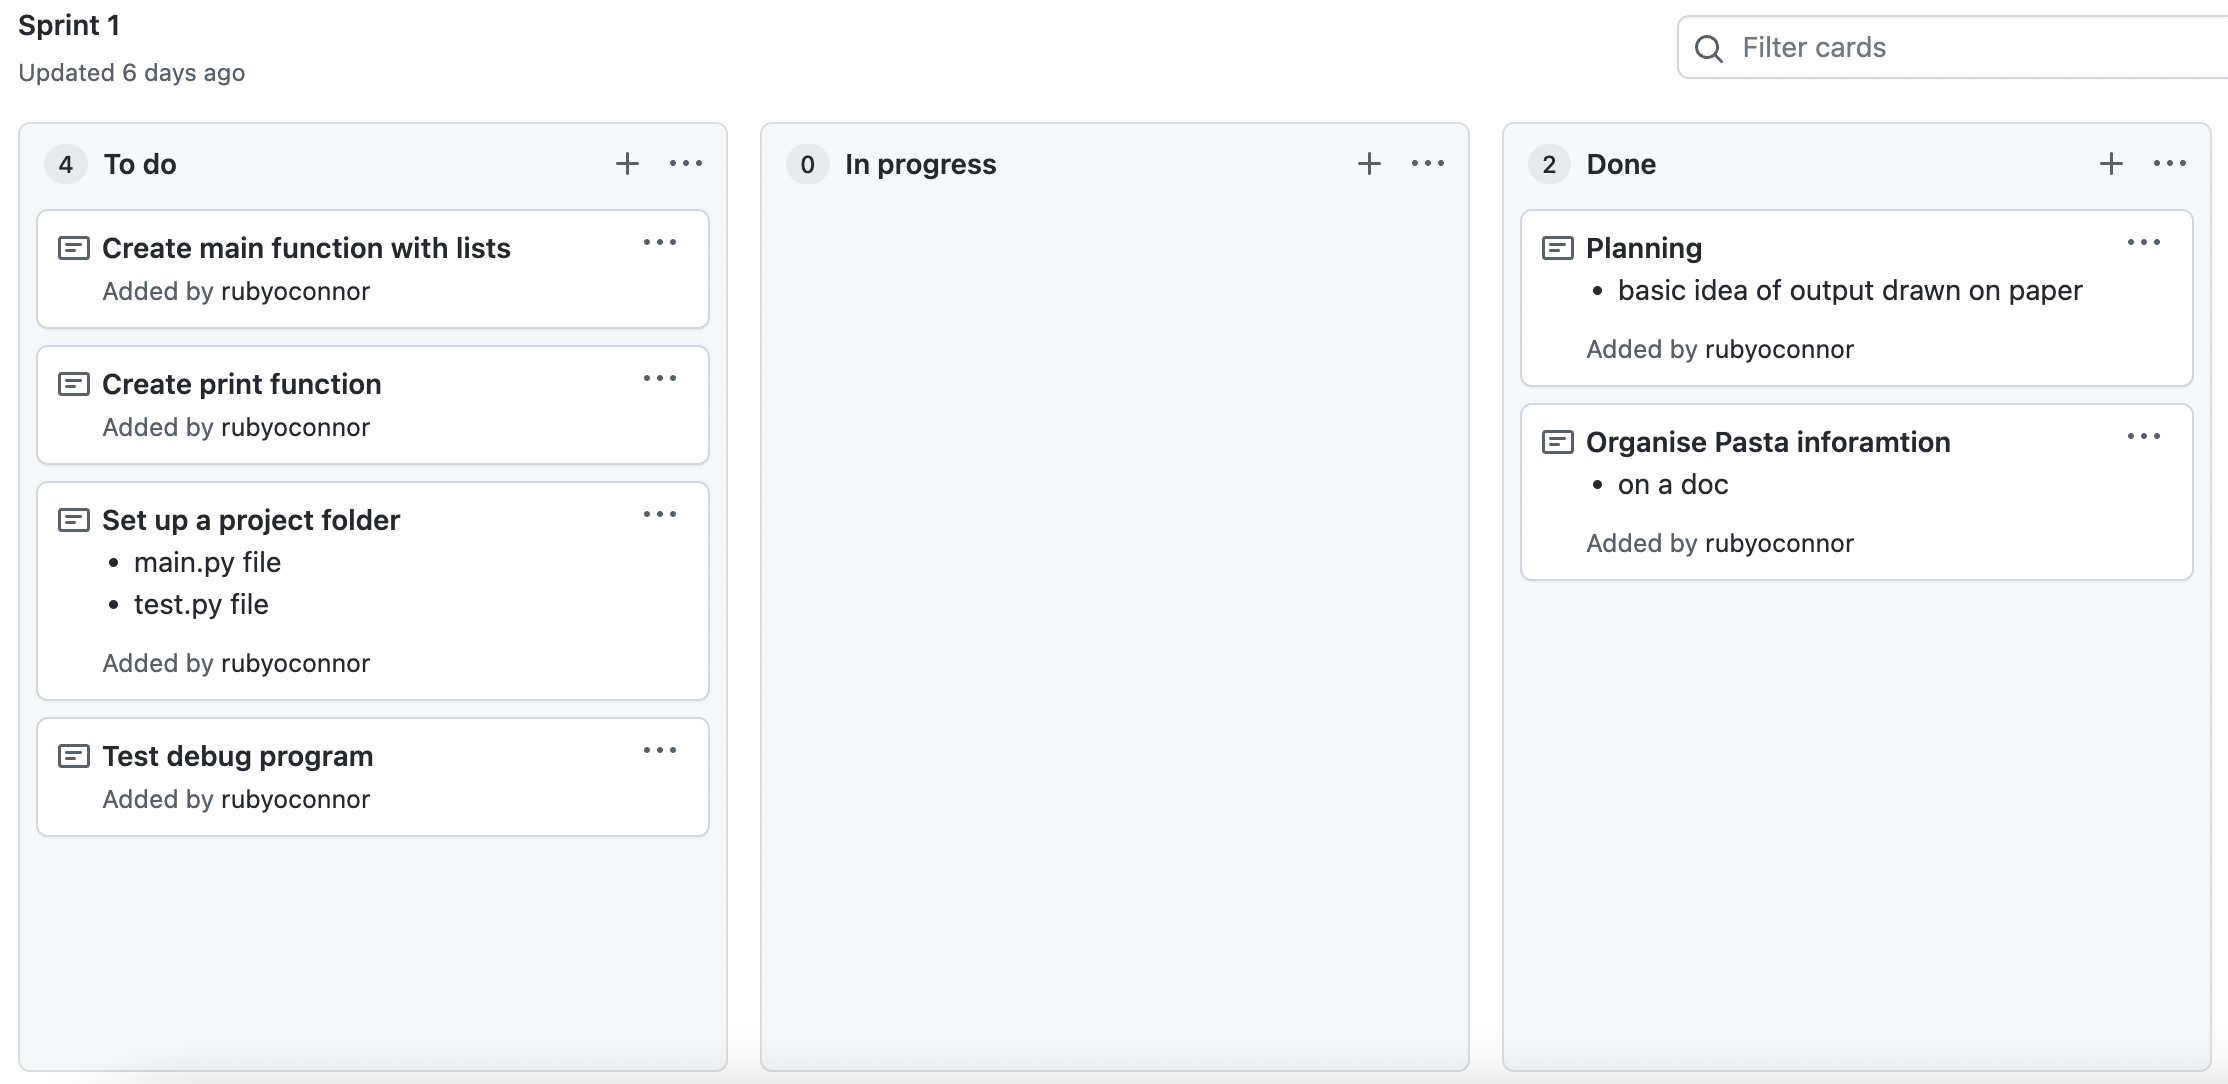 Sprint 1
Updated 6 days ago
Filter cards
4 To do
Create main function with lists
Added by rubyoconnor
Create print function
Added by rubyoconnor
Set up a project folder
• main.py file
• test.py file
Added by rubyoconnor
Test debug program
Added by rubyoconnor
0 In progress
2 Done
Planning
• basic idea of output drawn on paper
Added by rubyoconnor
Organise Pasta inforamtion
• on a doc
Added by rubyoconnor